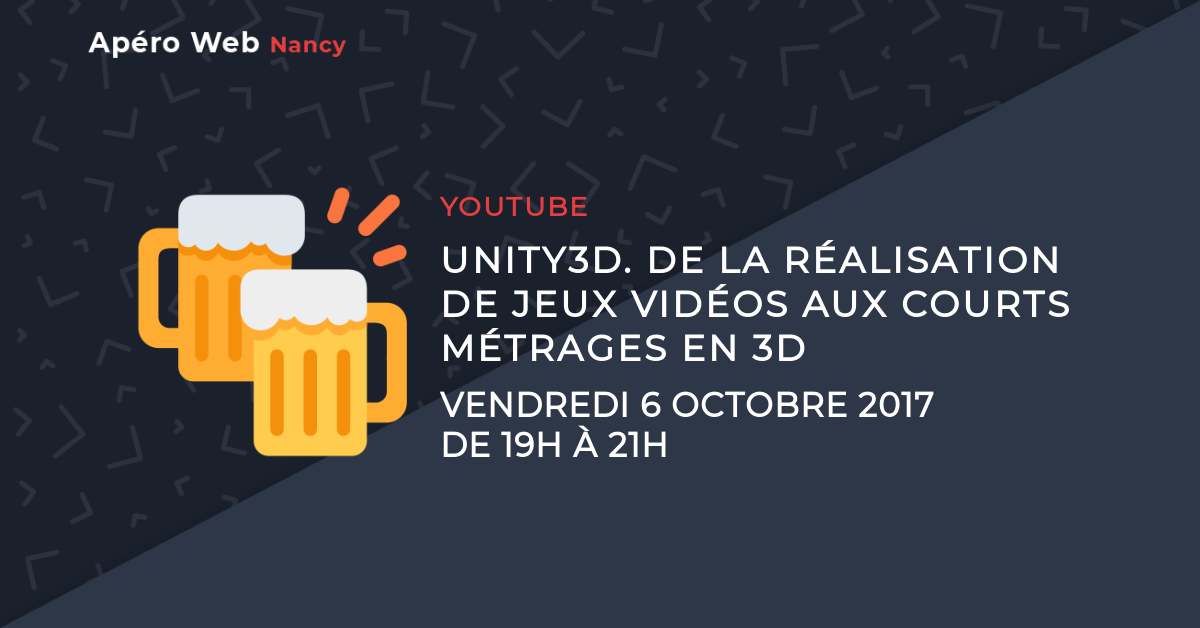 Apéro Web Nancy
YOUTUBE
UNITY3D. DE LA RÉALISATION
DE JEUX VIDÉOS AUX COURTS
MÉTRAGES EN 3D
VENDREDI 6 OCTOBRE 2017
DE 19H À 21H